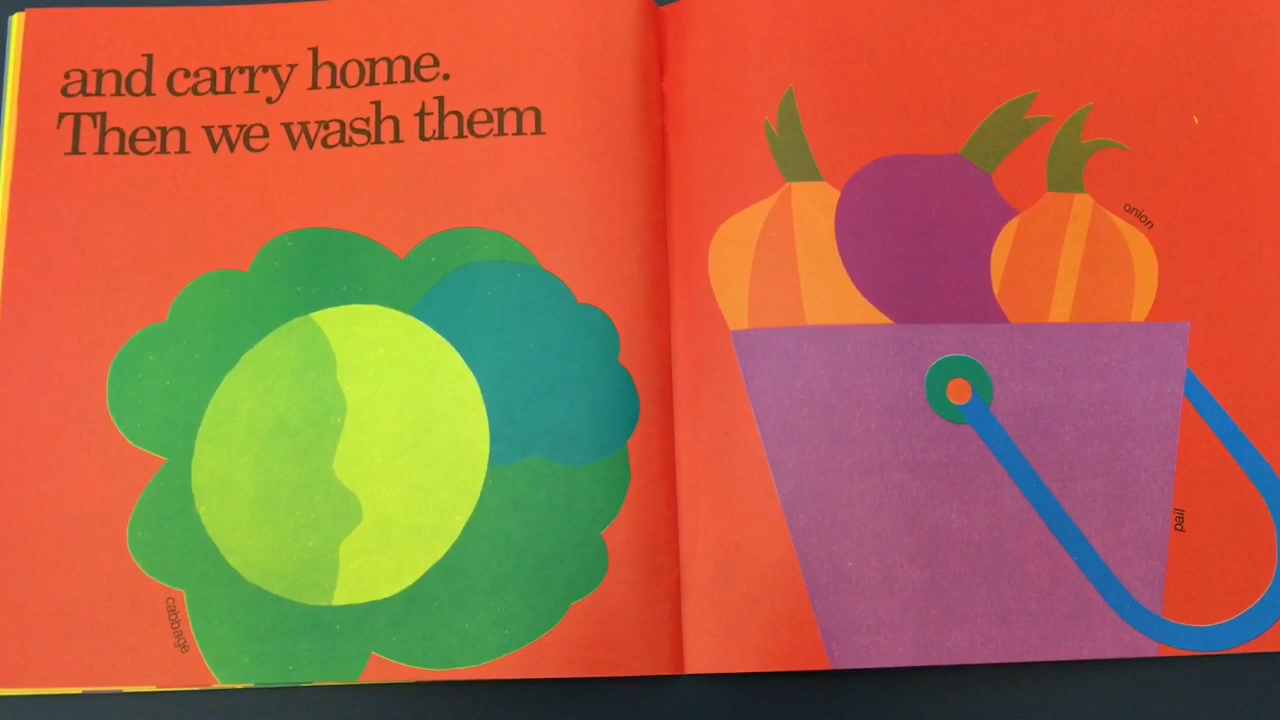 and carry home.
Then we wash them
onion
pail
cabbage